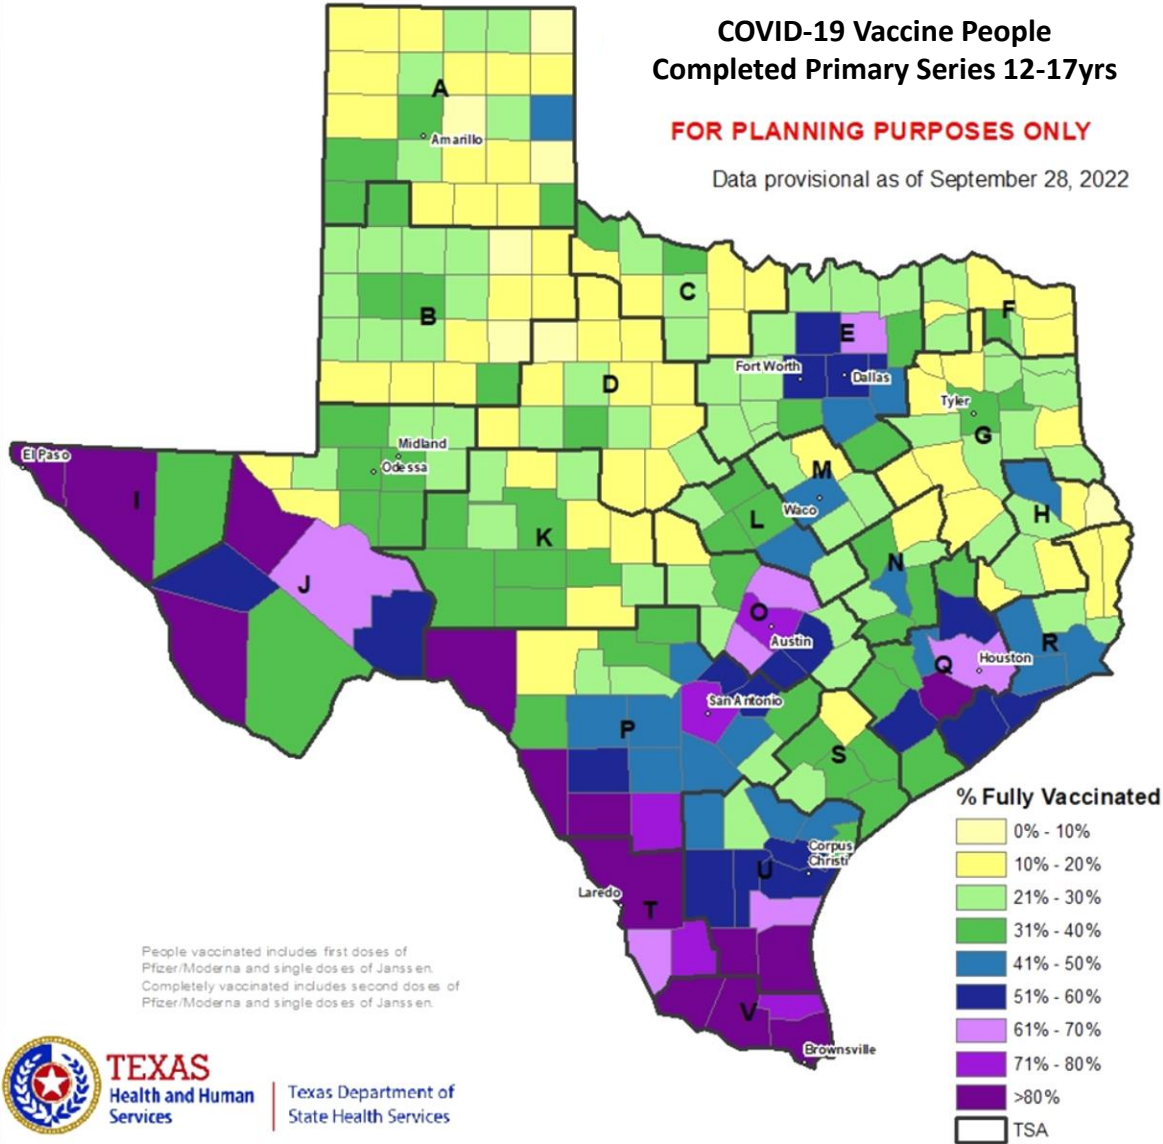 COVID-19 Vaccine People
Completed Primary Series 12-17yrs
FOR PLANNING PURPOSES ONLY
Data provisional as of September 28, 2022
A
Amarillo
B
C
F
E
Fort Worth
Dallas
D
Tyler
G
Midland
Odessa
El Paso
M
I
Waco
L
H
K
N
J
O
Austin
R
Q
Houston
San Antonio
P
S
% Fully Vaccinated
0% - 10%
10% - 20%
21% - 30%
31% - 40%
41% - 50%
51% - 60%
61% - 70%
71% - 80%
>80%
TSA
Corpus
Christi
U
Laredo
T
V
Brownsville
People vaccinated includes first doses of
Pfizer/Moderna and single doses of Janssen.
Completely vaccinated includes second doses of
Pfizer/Moderna and single doses of Janssen.
TEXAS
Health and Human
Services
Texas Department of
State Health Services